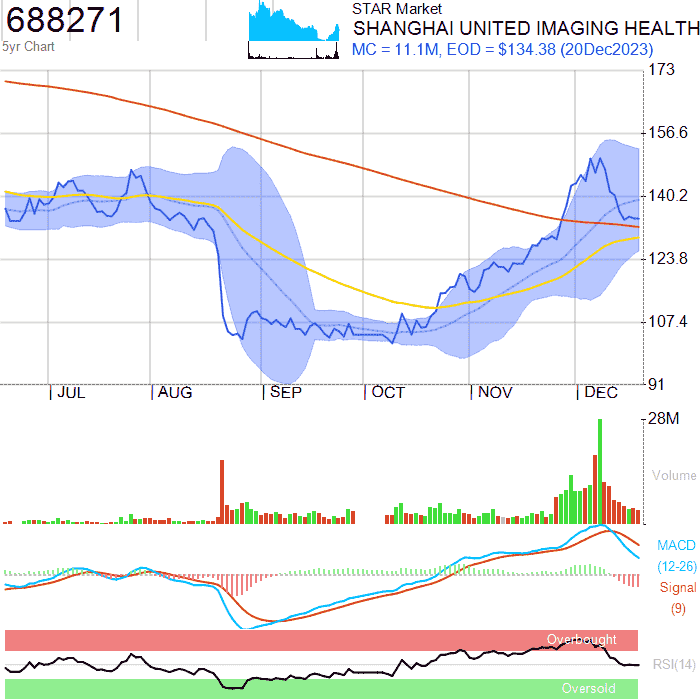 688271
STAR Market
SHANGHAI UNITED IMAGING HEALTH
5yr Chart
MC = 11.1M, EOD = $134.38 (20Dec2023)
173
156.6
140.2
123.8
107.4
91
JUL
AUG
SEP
OCT
NOV
DEC
28M
Volume
MACD
(12-26)
Signal
(9)
Overbought
RSI(14)
Oversold